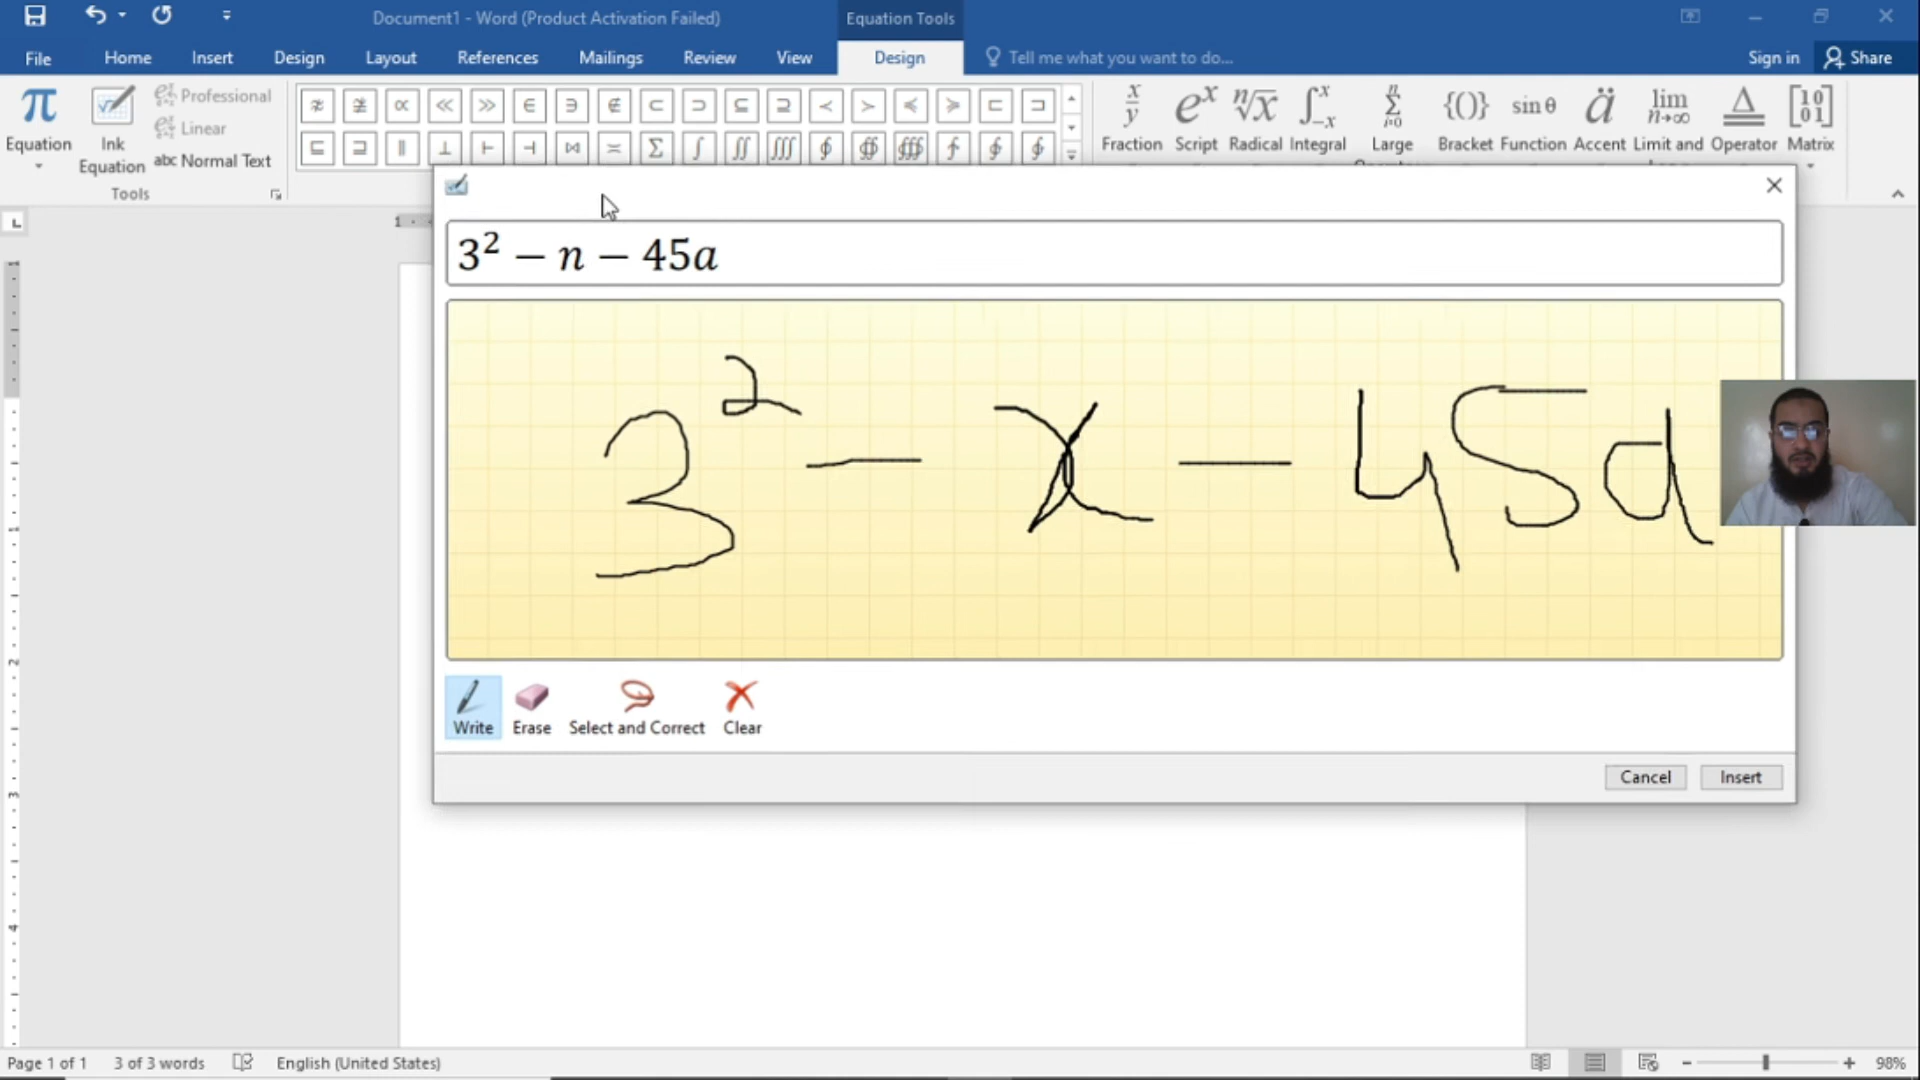 Document1 - Word (Product Activation Failed)
Equation Tools
File Home Insert Design Layout References Mailings Review View Design Tell me what you want to do... Sign in Share
π Equation
Ink Equation
Professional
Linear
abc Normal Text
Tools
≪ ≫ ∈ ∋ ∉ ⊂ ⊃ ⊆ ⊇ ≺ ≻ ⊏ ⊐
⊑ ⊒ ∥ ⊥ ⊢ ⊣ ⋈ ≍ ∑ ∫ ∬ ∭ ∮ ∯ ∰
Fraction Script Radical Integral Large Bracket Function Accent Limit and Operator Matrix
3² − n − 45a
3² − x − 45a
Write Erase Select and Correct Clear
Cancel Insert
Page 1 of 1 3 of 3 words English (United States) 98%